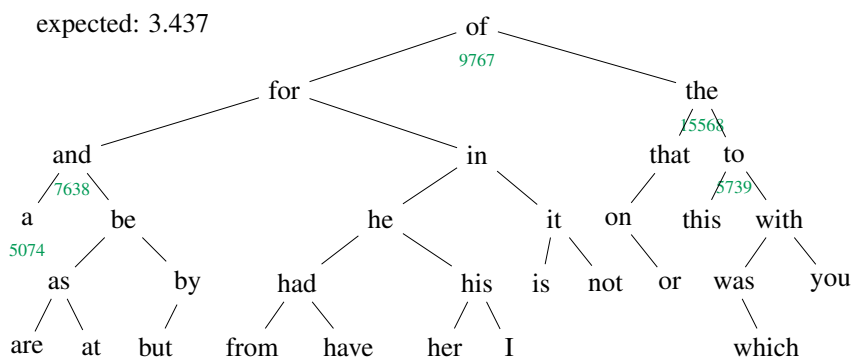 expected: 3.437
of
9767
for the
15568
and in that to
7638 5739
a be he it on this with
5074
as by had his is not or was you
are at but from have her I which